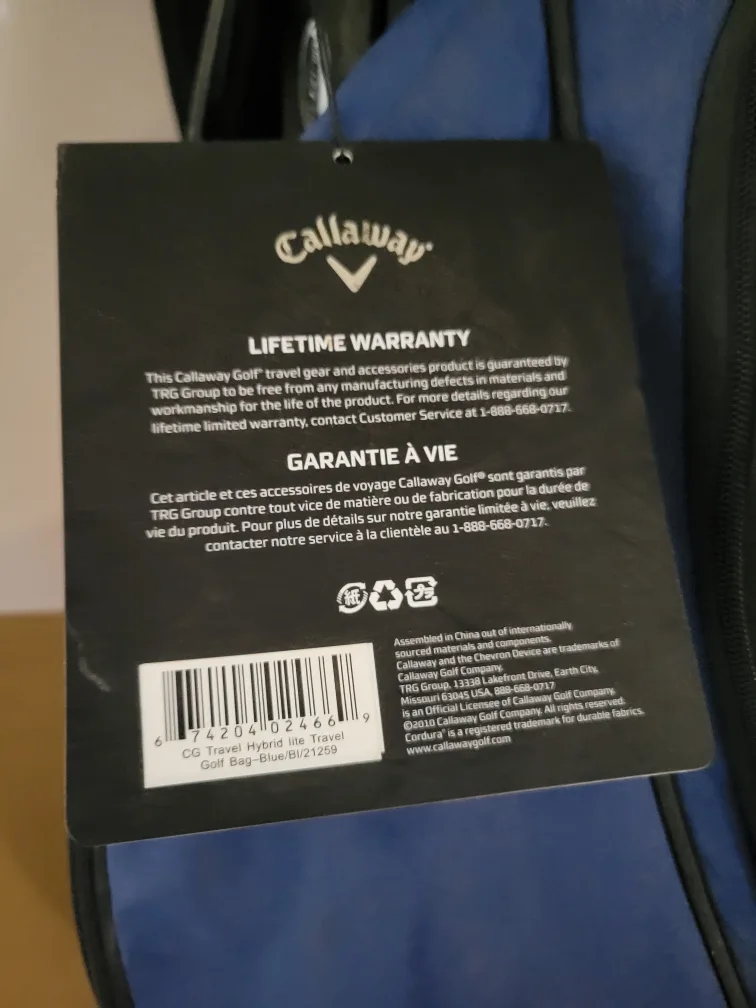 Callaway
LIFETIME WARRANTY
This Callaway Golf® travel gear and accessories product is guaranteed by
TRG Group to be free from any manufacturing defects in materials and
workmanship for the life of the product. For more details regarding our
lifetime limited warranty, contact Customer Service at 1-888-668-0717.
GARANTIE À VIE
Cet article et ces accessoires de voyage Callaway Golf® sont garantis par
TRG Group contre tout vice de matière ou de fabrication pour la durée de
vie du produit. Pour plus de détails sur notre garantie limitée à vie, veuillez
contacter notre service à la clientèle au 1-888-668-0717.
紙 プラ
6 74204 02466 9
CG Travel Hybrid lite Travel
Golf Bag-Blue/Bl/21259
Assembled in China out of internationally
sourced materials and components.
Callaway and the Chevron Device are trademarks of
Callaway Golf Company.
TRG Group, 13338 Lakefront Drive, Earth City,
Missouri 63045 USA, 888-668-0717
is an Official Licensee of Callaway Golf Company.
©2010 Callaway Golf Company. All rights reserved.
Cordura® is a registered trademark for durable fabrics.
www.callawaygolf.com